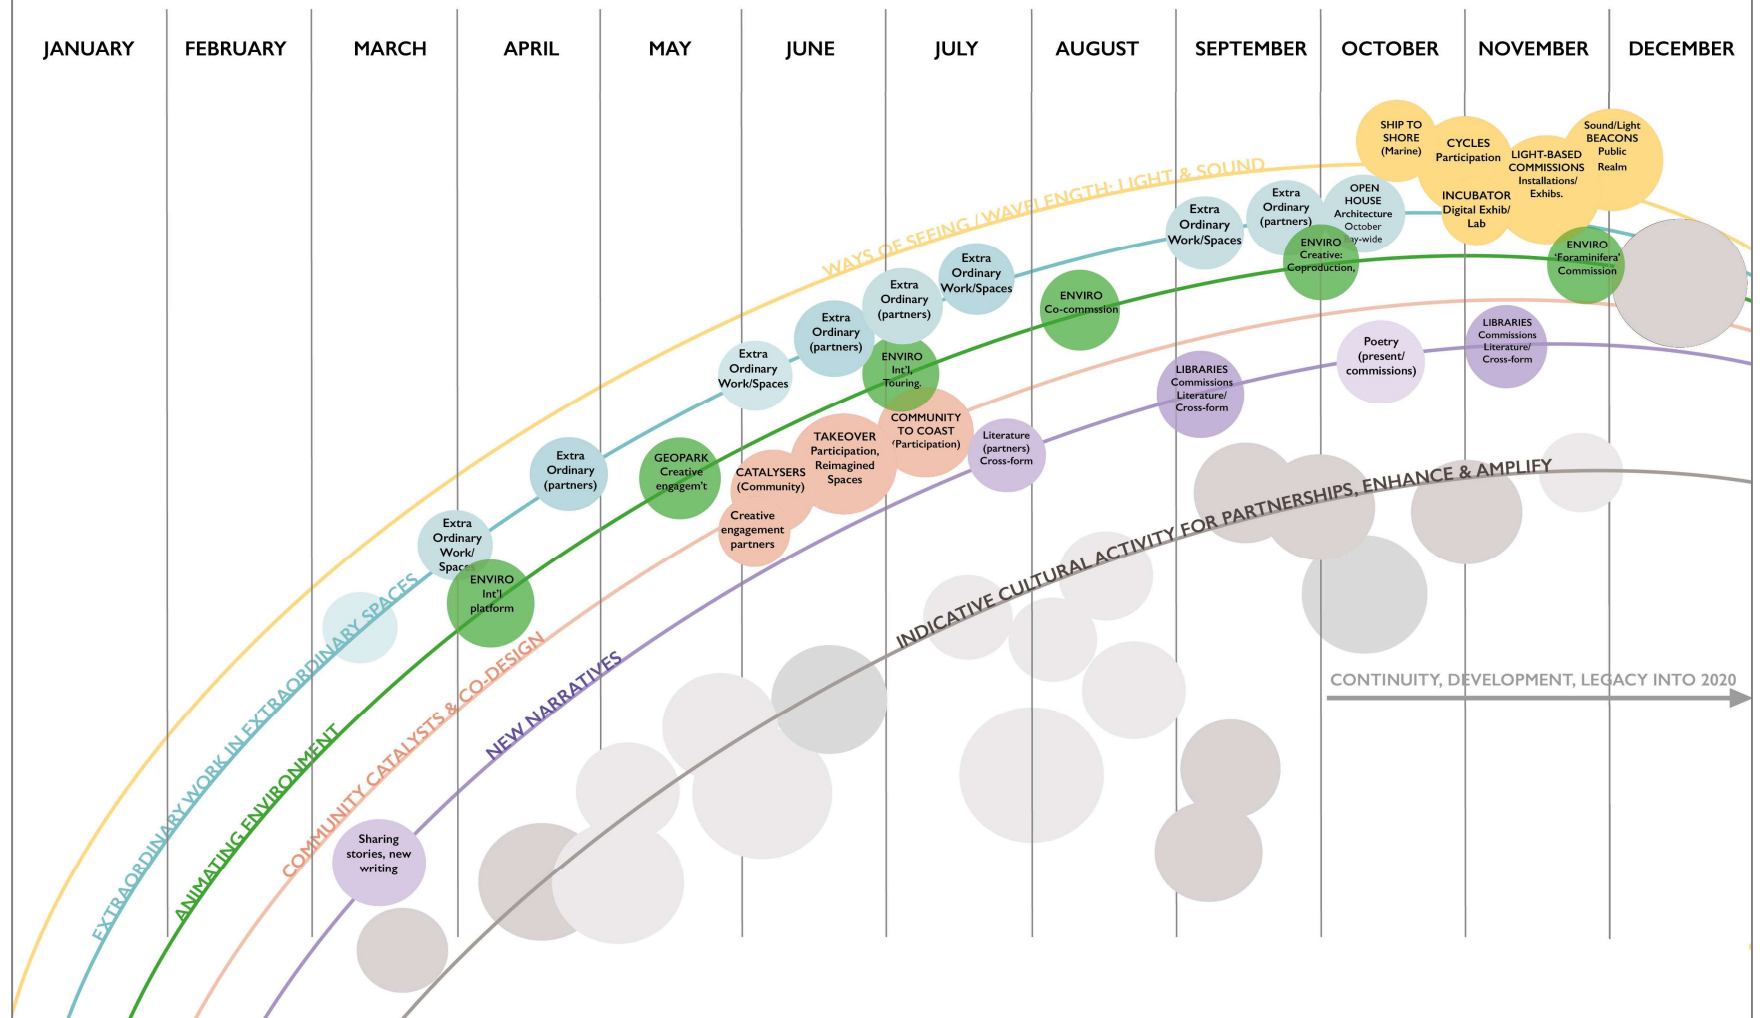 JANUARY
FEBRUARY
MARCH
APRIL
MAY
JUNE
JULY
AUGUST
SEPTEMBER
OCTOBER
NOVEMBER
DECEMBER
WAYS OF SEEING / WAVELENGTH: LIGHT & SOUND
SHIP TO
SHORE
(Marine)
CYCLES
Participation
INCUBATOR
Digital Exhib/
Lab
LIGHT-BASED
COMMISSIONS
Installations/
Exhibs.
Sound/Light
BEACONS
Public
Realm
EXTRAORDINARY WORK IN EXTRAORDINARY SPACES
Extra
Ordinary
Work/
Spaces
Extra
Ordinary
(partners)
Extra
Ordinary
Work/Spaces
Extra
Ordinary
(partners)
Extra
Ordinary
(partners)
Extra
Ordinary
Work/Spaces
Extra
Ordinary
Work/Spaces
Extra
Ordinary
(partners)
OPEN
HOUSE
Architecture
October
Bay-wide
ANIMATING ENVIRONMENT
ENVIRO
Int'l
platform
GEOPARK
Creative
engagem't
ENVIRO
Int'l,
Touring.
ENVIRO
Co-commssion
ENVIRO
Creative:
Coproduction,
ENVIRO
'Foraminifera'
Commission
COMMUNITY CATALYSTS & CO-DESIGN
CATALYSERS
(Community)
Creative
engagement
partners
TAKEOVER
Participation,
Reimagined
Spaces
COMMUNITY
TO COAST
(Participation)
NEW NARRATIVES
Sharing
stories, new
writing
Literature
(partners)
Cross-form
LIBRARIES
Commissions
Literature/
Cross-form
Poetry
(present/
commissions)
LIBRARIES
Commissions
Literature/
Cross-form
INDICATIVE CULTURAL ACTIVITY FOR PARTNERSHIPS, ENHANCE & AMPLIFY
CONTINUITY, DEVELOPMENT, LEGACY INTO 2020